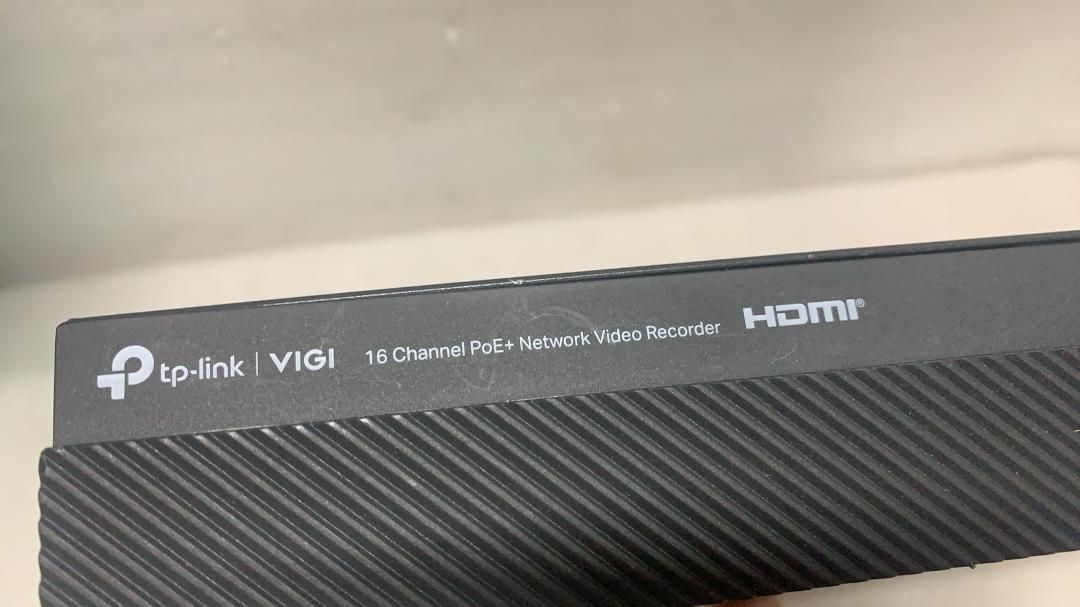 tp-link | VIGI 16 Channel PoE+ Network Video Recorder HDMI®